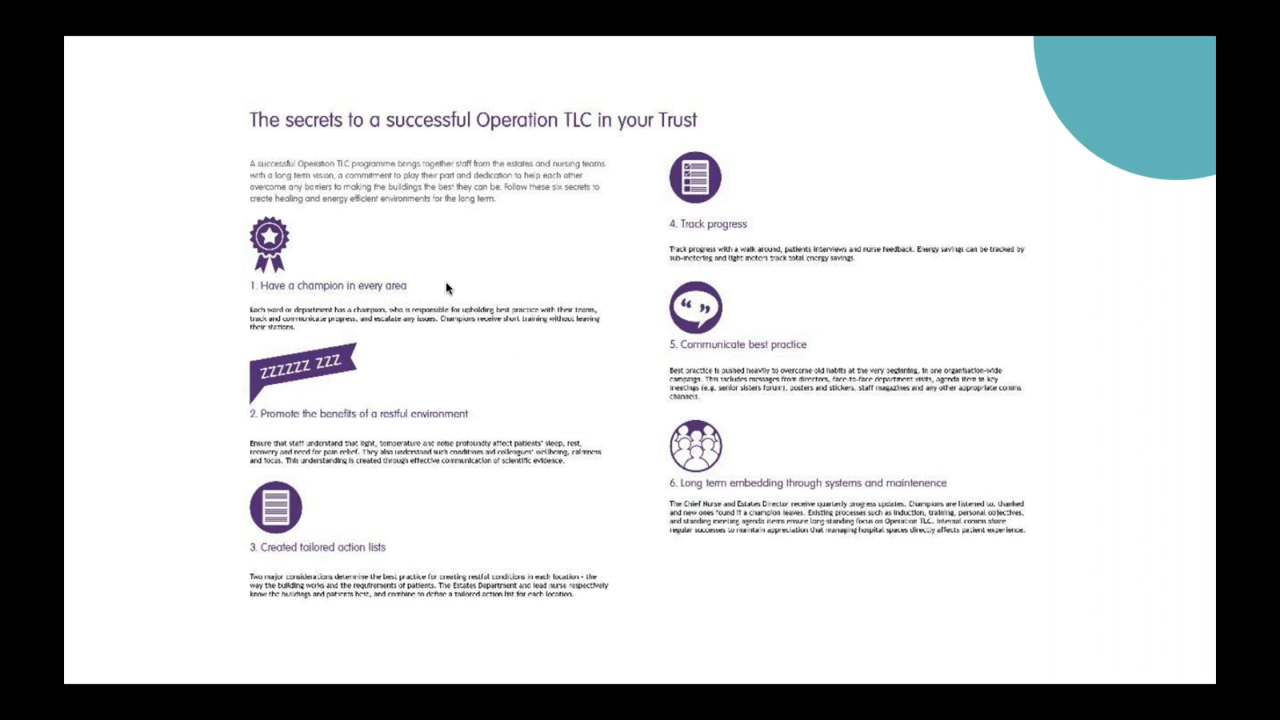 The secrets to a successful Operation TLC in your Trust
A successful Operation TLC programme brings together staff from the estates and nursing teams
with a long term vision, a commitment to play their part and dedication to help each other
overcome any barriers to making the buildings the best they can be. Follow these six secrets to
create healing and energy efficient environments for the long term.
1. Have a champion in every area
Each ward or department has a champion, who is responsible for upholding best practice with their teams,
track and communicate progress, and escalate any issues. Champions receive short training without leaving
their stations.
ZZZZZZ ZZZ
2. Promote the benefits of a restful environment
Ensure that staff understand that light, temperature and noise profoundly affect patients' sleep, rest,
recovery and need for pain-relief. They also understand such conditions aid colleagues' wellbeing, calmness
and focus. This understanding is created through effective communication of scientific evidence.
3. Created tailored action lists
Two major considerations determine the best practice for creating restful conditions in each location - the
way the building works and the requirements of patients. The Estates Department and lead nurse respectively
know the buildings and patients best, and combine to define a tailored action list for each location.
4. Track progress
Track progress with a walk around, patients interviews and nurse feedback. Energy savings can be tracked by
sub-metering and light meters track total energy savings.
5. Communicate best practice
Best practice is pushed heavily to overcome old habits at the very beginning, in one organisation-wide
campaign. This includes messages from directors, face-to-face department visits, agenda item in key
meetings (e.g. senior sisters forum), posters and stickers, staff magazines and any other appropriate comms
channels.
6. Long term embedding through systems and maintenence
The Chief Nurse and Estates Director receive quarterly progress updates. Champions are listened to, thanked
and new ones found if a champion leaves. Existing processes such as induction, training, personal objectives,
and standing meeting agenda items ensure long-standing focus on Operation TLC. Internal comms share
regular successes to maintain appreciation that managing hospital spaces directly affects patient experience.